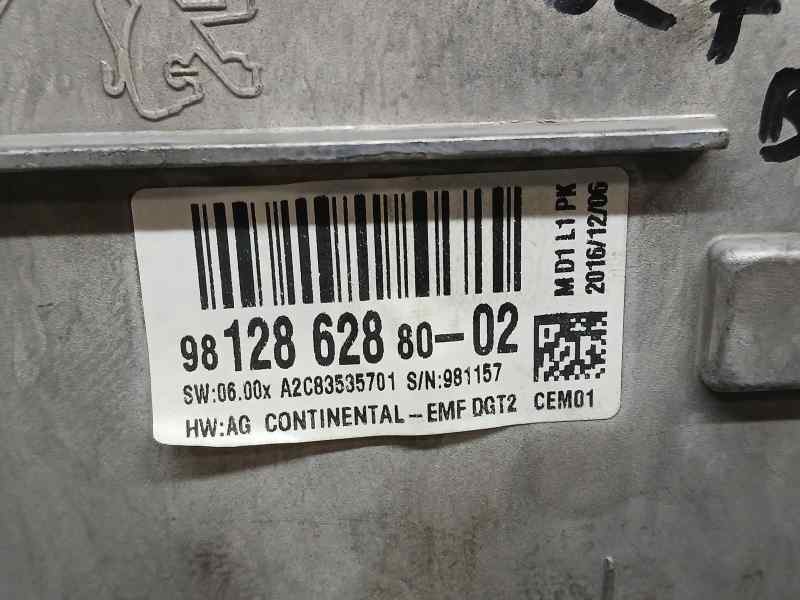 98 128 628 80-02
SW:06.00x A2C83535701 S/N:981157
HW:AG CONTINENTAL-EMF DGT2 CEM01
M D1 L1 PK
2016/12/06